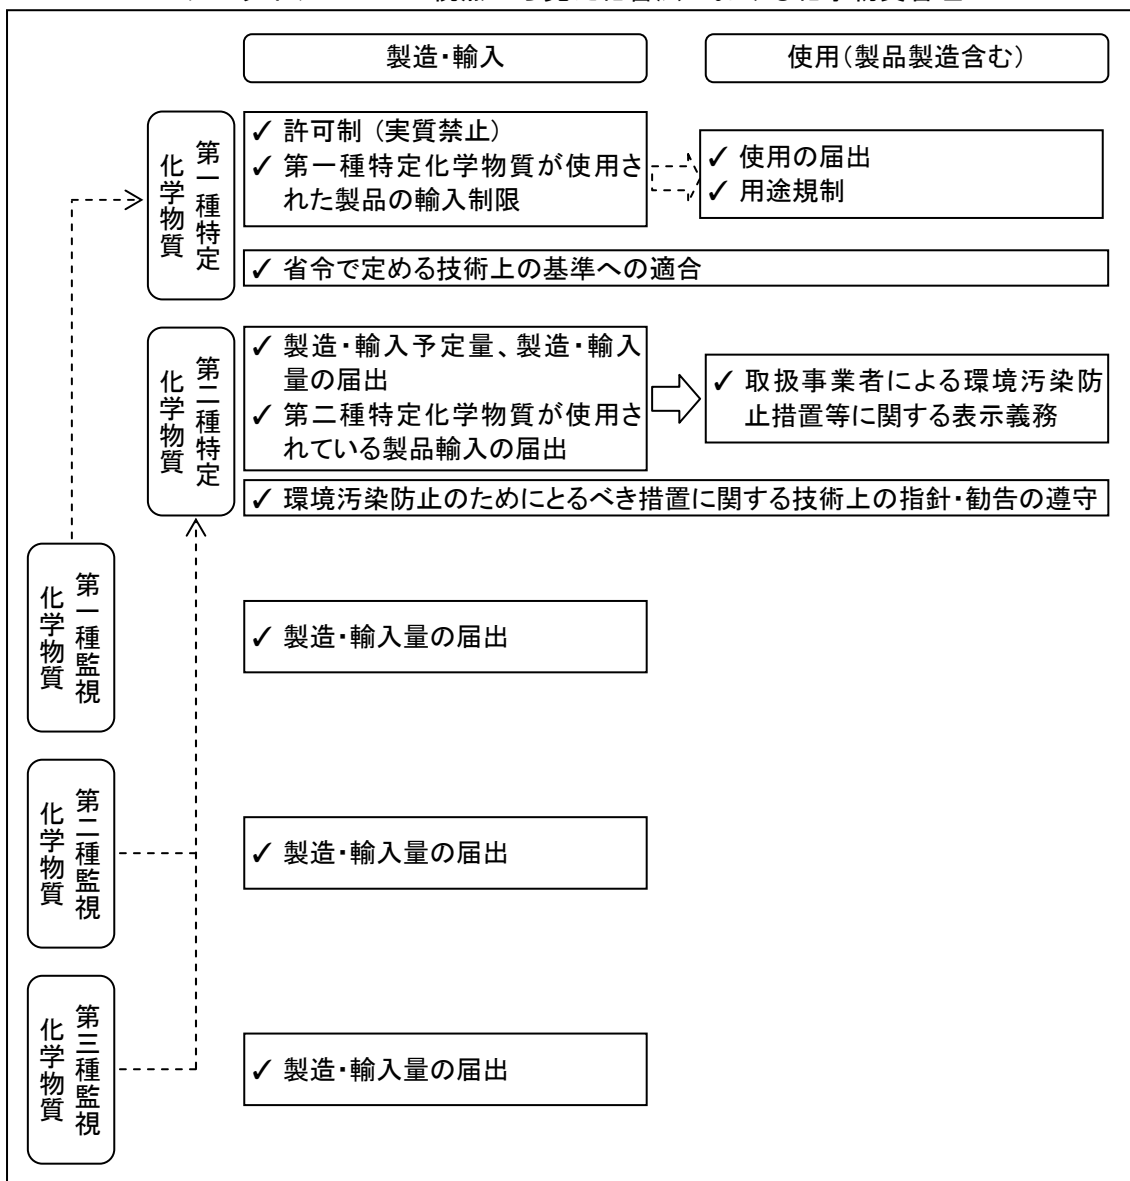 製造・輸入
使用(製品製造含む)
第一種特定
化学物質
✓ 許可制 (実質禁止)
✓ 第一種特定化学物質が使用さ
れた製品の輸入制限
✓ 使用の届出
✓ 用途規制
✓ 省令で定める技術上の基準への適合
第二種特定
化学物質
✓ 製造・輸入予定量、製造・輸入
量の届出
✓ 第二種特定化学物質が使用さ
れている製品輸入の届出
✓ 取扱事業者による環境汚染防
止措置等に関する表示義務
✓ 環境汚染防止のためにとるべき措置に関する技術上の指針・勧告の遵守
第一種監視
化学物質
✓ 製造・輸入量の届出
第二種監視
化学物質
✓ 製造・輸入量の届出
第三種監視
化学物質
✓ 製造・輸入量の届出